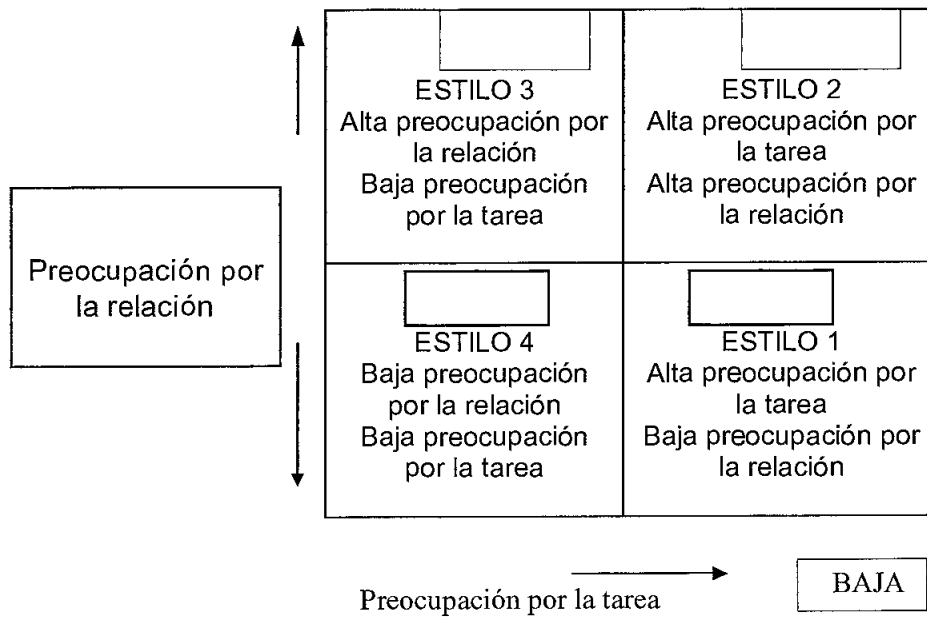 ESTILO 3
Alta preocupación por
la relación
Baja preocupación
por la tarea
ESTILO 2
Alta preocupación por
la tarea
Alta preocupación por
la relación
Preocupación por
la relación
ESTILO 4
Baja preocupación
por la relación
Baja preocupación
por la tarea
ESTILO 1
Alta preocupación por
la tarea
Baja preocupación por
la relación
Preocupación por la tarea
BAJA